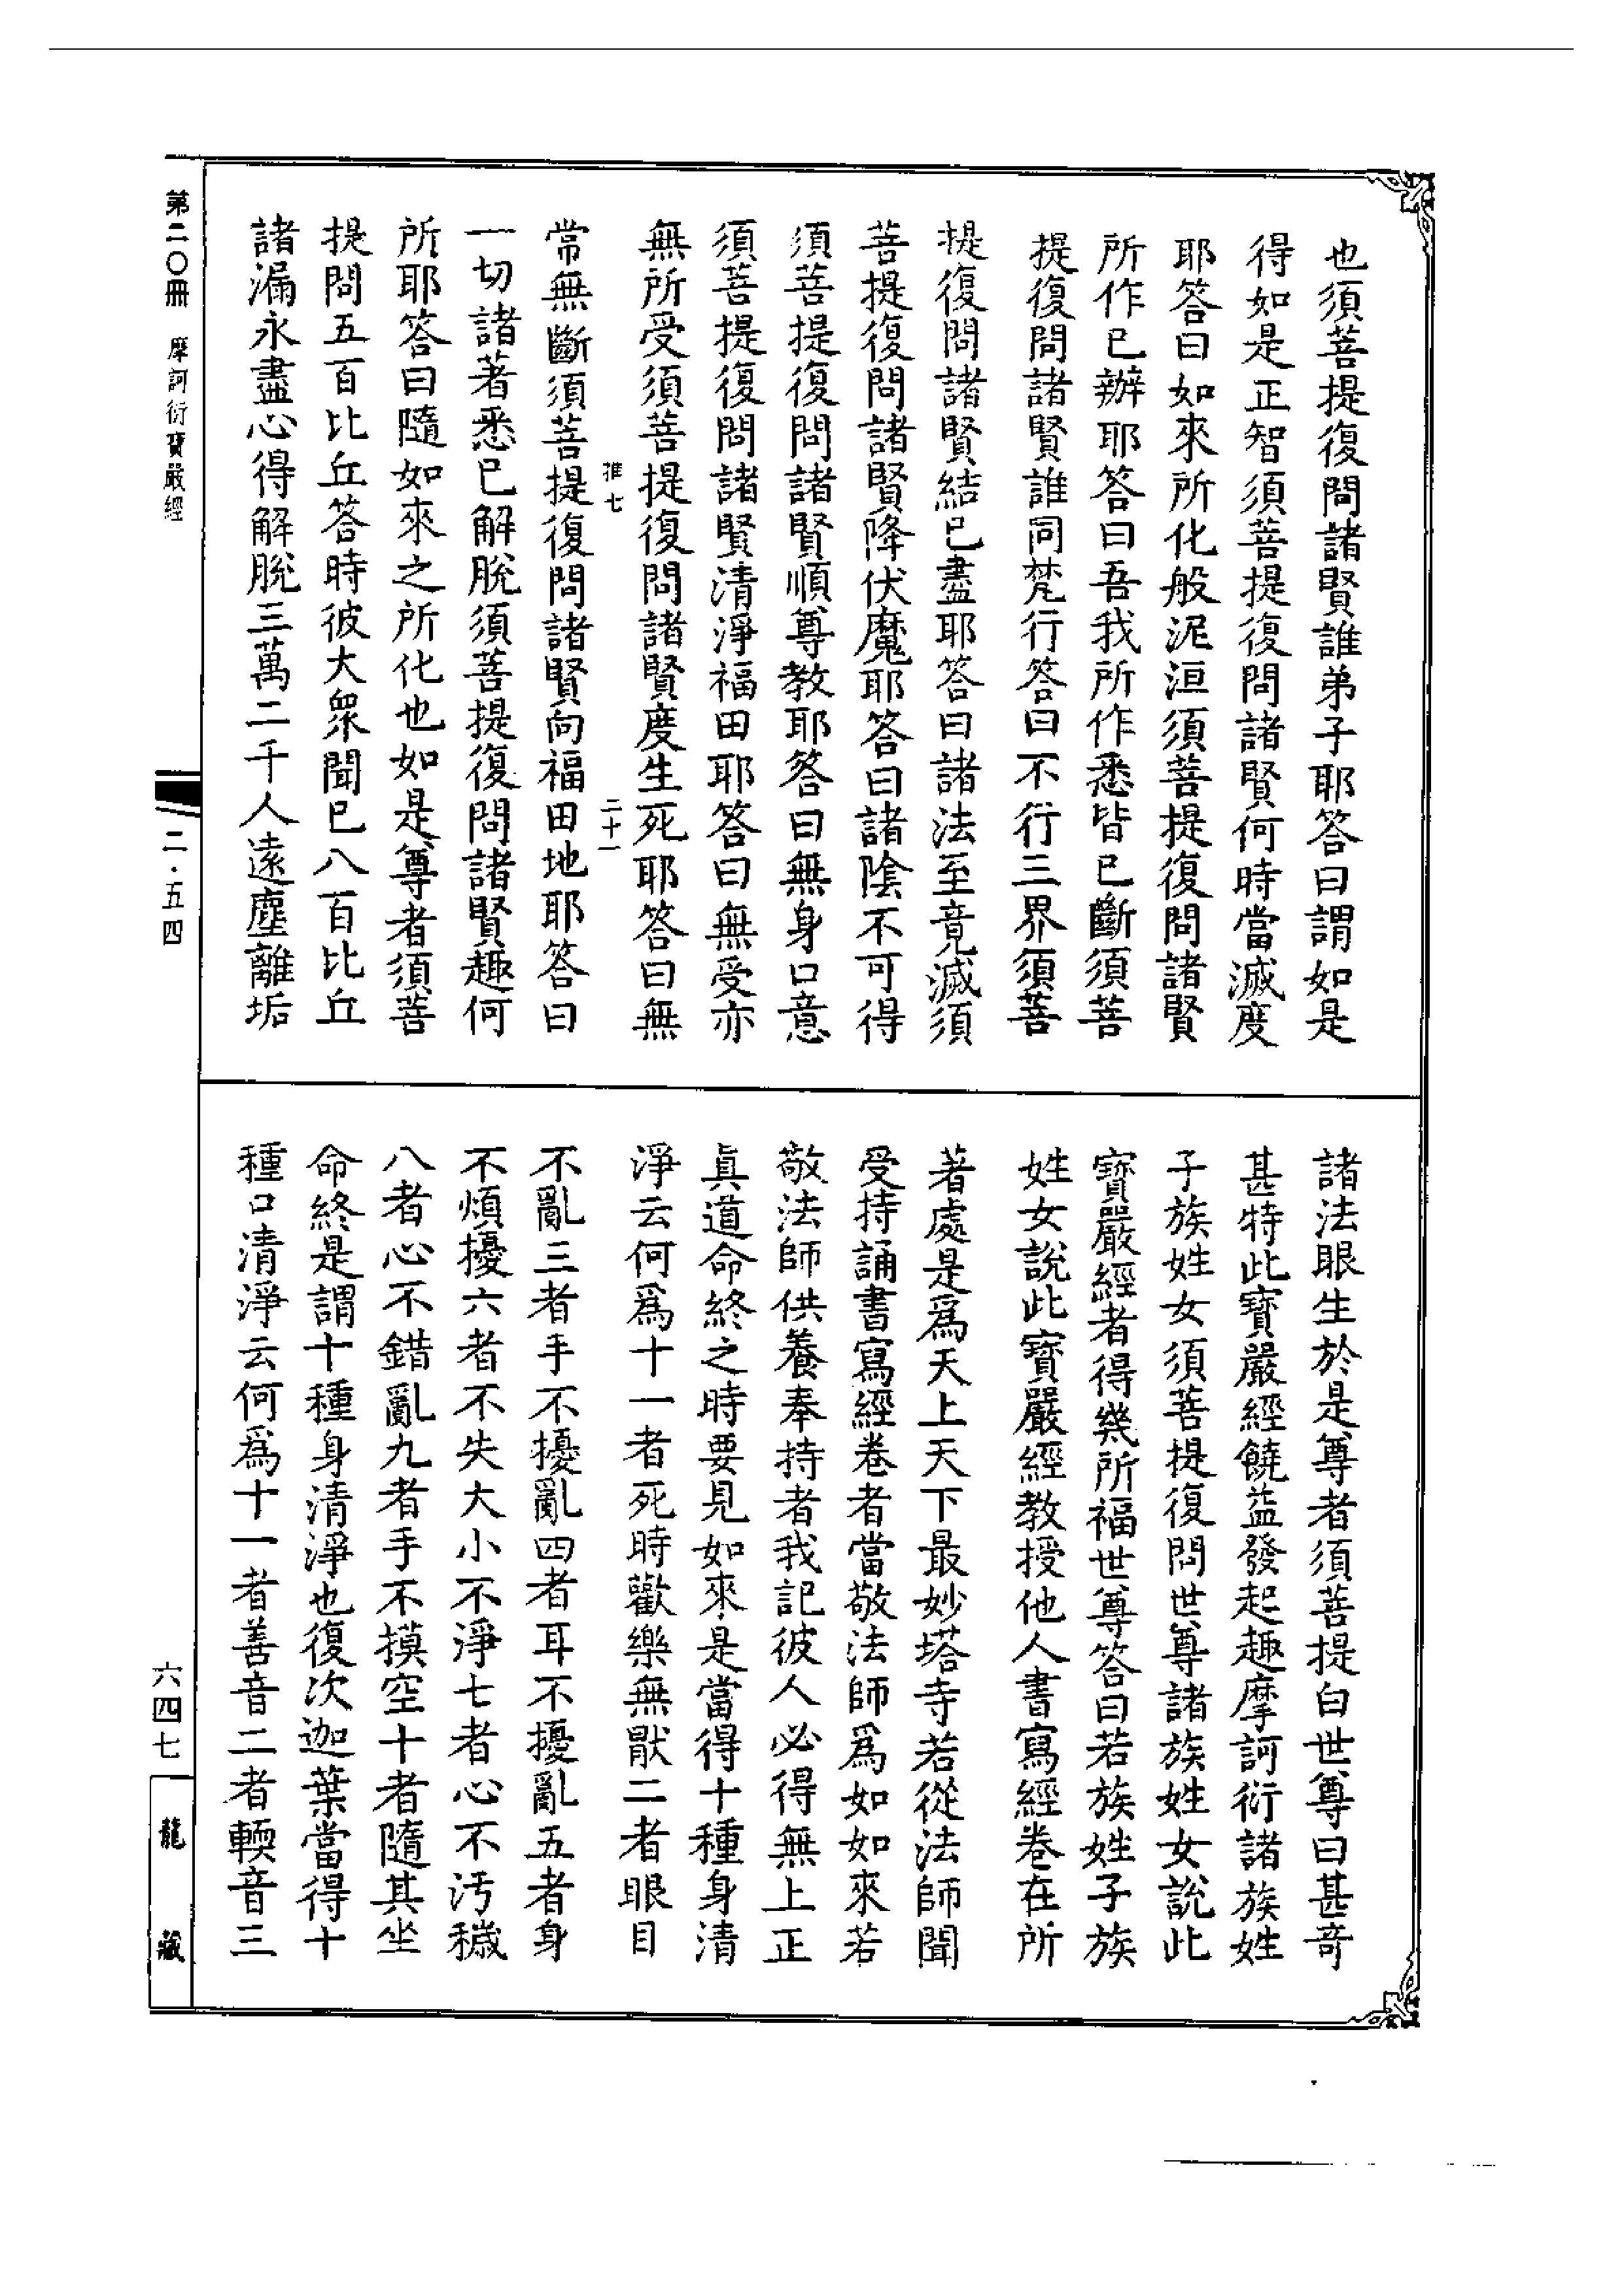 也須菩提復問諸賢誰弟子耶答曰謂如是
得如是正智須菩提復問諸賢何時當滅度
耶答曰如來所化般泥洹須菩提復問諸賢
所作已辦耶答曰吾我所作悉皆已斷須菩
提復問諸賢誰同梵行答曰不行三界須菩
提復問諸賢結已盡耶答曰諸法至竟滅須
菩提復問諸賢降伏魔耶答曰諸陰不可得
須菩提復問諸賢順尊教耶答曰無身口意
須菩提復問諸賢清淨福田耶答曰無受亦
無所受須菩提復問諸賢度生死耶答曰無
推七 二十一
常無斷須菩提復問諸賢向福田地耶答曰
一切諸著悉已解脫須菩提復問諸賢趣何
所耶答曰隨如來之所化也如是尊者須菩
提問五百比丘答時彼大眾聞已八百比丘
諸漏永盡心得解脫三萬二千人遠塵離垢
諸法眼生於是尊者須菩提白世尊曰甚奇
甚特此寶嚴經饒益發起趣摩訶衍諸族姓
子族姓女須菩提復問世尊諸族姓女說此
寶嚴經者得幾所福世尊答曰若族姓子族
姓女說此寶嚴經教授他人書寫經卷在所
著處是爲天上天下最妙塔寺若從法師聞
受持誦書寫經卷者當敬法師爲如如來若
敬法師供養奉持者我記彼人必得無上正
真道命終之時要見如來是當得十種身清
淨云何爲十一者死時歡樂無厭二者眼目
不亂三者手不擾亂四者耳不擾亂五者身
不煩擾六者不失大小不淨七者心不汚穢
八者心不錯亂九者手不摸空十者隨其坐
命終是謂十種身清淨也復次迦葉當得十
種口清淨云何爲十一者善音二者輭音三
第二〇冊 摩訶衍寶嚴經
二·五四
六四七
龍藏